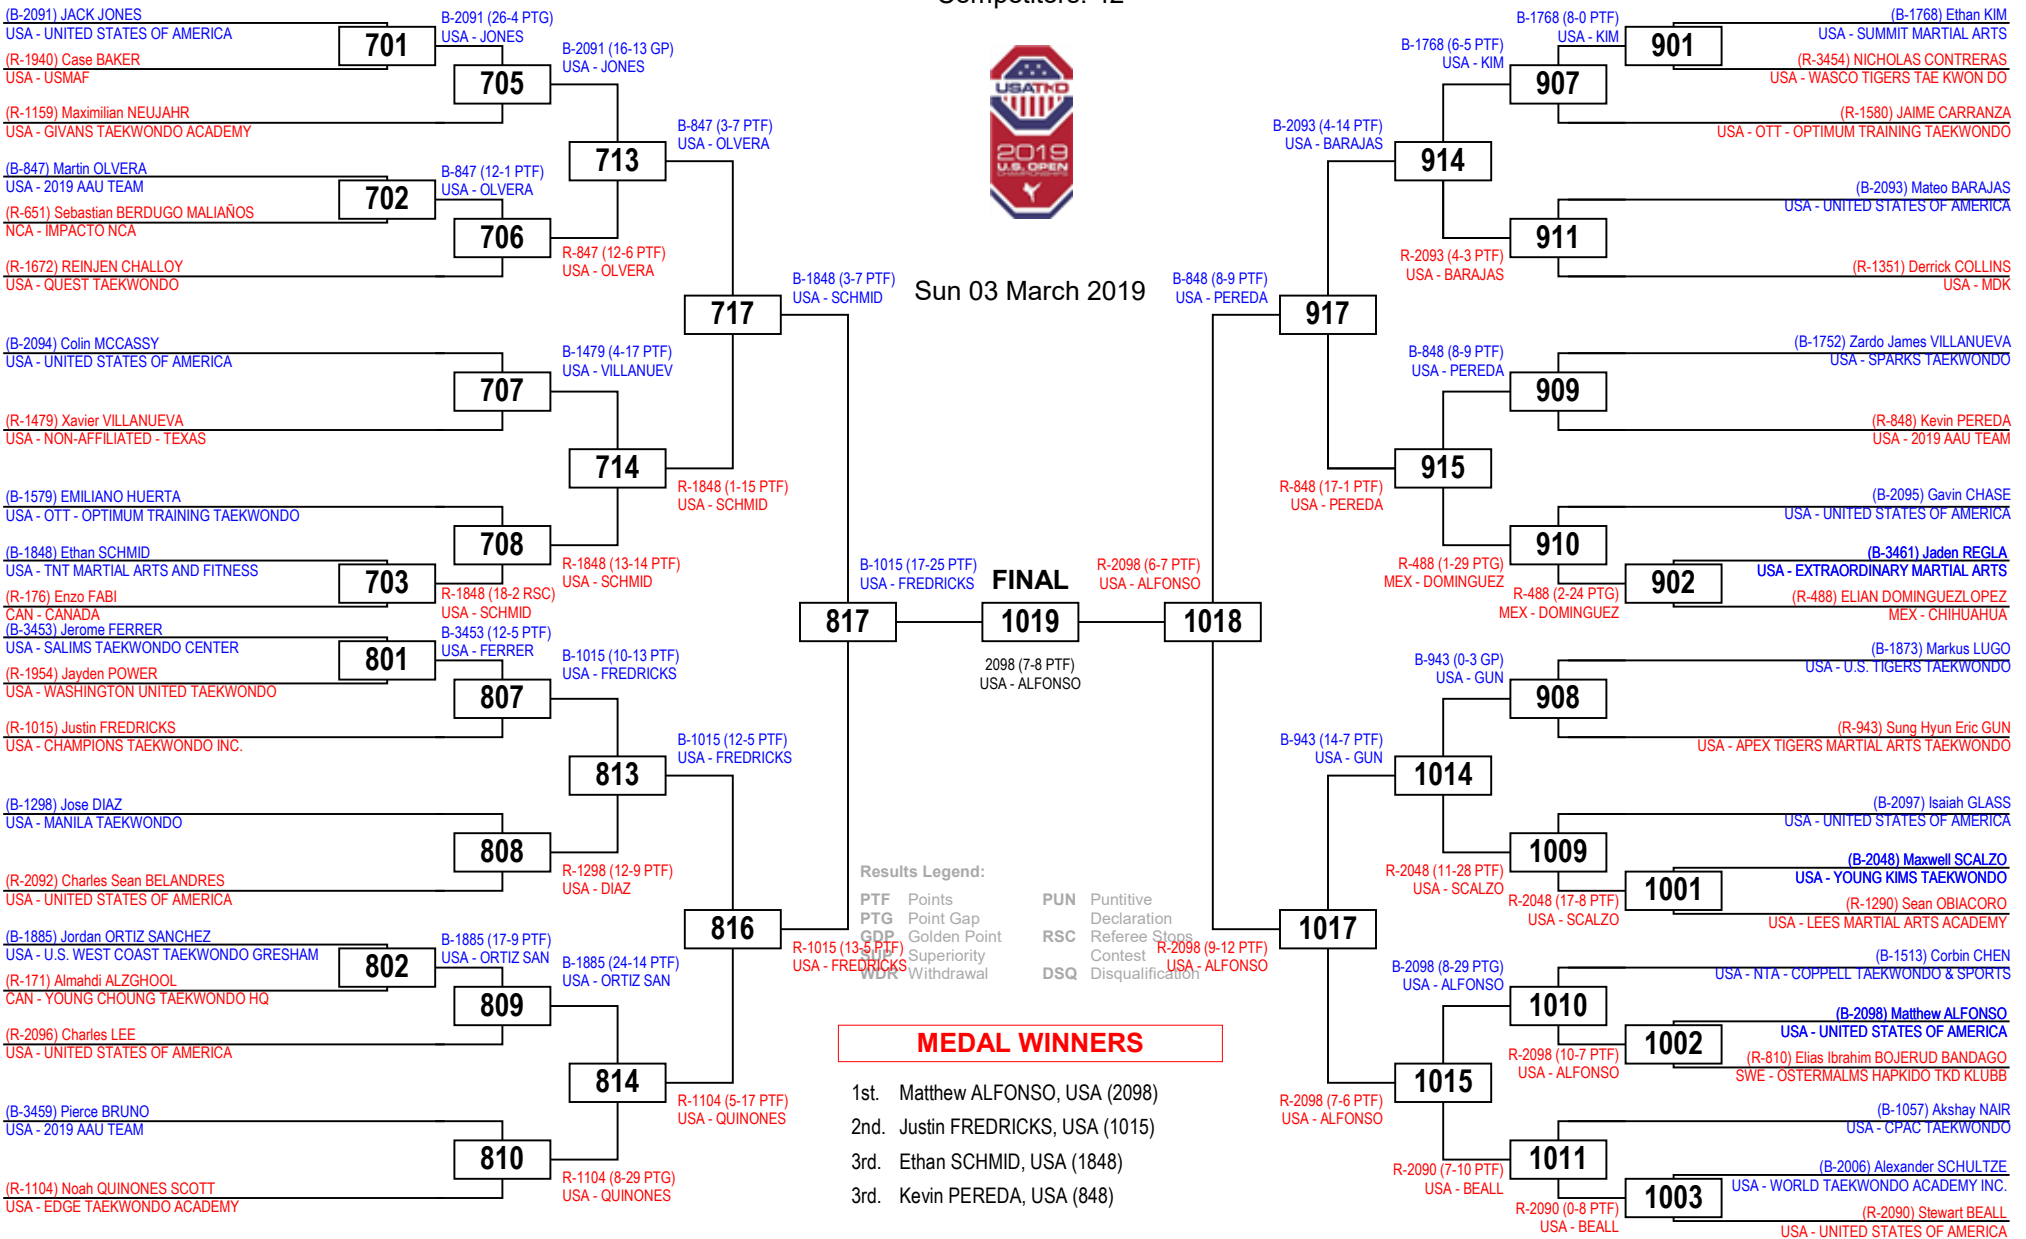 Competitors: 42
(B-2091) JACK JONES
USA - UNITED STATES OF AMERICA
(R-1940) Case BAKER
USA - USMAF
701
B-2091 (26-4 PTG)
USA - JONES
(R-1159) Maximilian NEUJAHR
USA - GIVANS TAEKWONDO ACADEMY
705
B-2091 (16-13 GP)
USA - JONES
(B-847) Martin OLVERA
USA - 2019 AAU TEAM
(R-651) Sebastian BERDUGO MALIAÑOS
NCA - IMPACTO NCA
702
B-847 (12-1 PTF)
USA - OLVERA
(R-1672) REINJEN CHALLOY
USA - QUEST TAEKWONDO
706
R-847 (12-6 PTF)
USA - OLVERA
713
B-847 (3-7 PTF)
USA - OLVERA
(B-2094) Colin MCCASSY
USA - UNITED STATES OF AMERICA
(R-1479) Xavier VILLANUEVA
USA - NON-AFFILIATED - TEXAS
707
B-1479 (4-17 PTF)
USA - VILLANUEV
(B-1579) EMILIANO HUERTA
USA - OTT - OPTIMUM TRAINING TAEKWONDO
(B-1848) Ethan SCHMID
USA - TNT MARTIAL ARTS AND FITNESS
(R-176) Enzo FABI
CAN - CANADA
703
R-1848 (18-2 RSC)
USA - SCHMID
708
R-1848 (13-14 PTF)
USA - SCHMID
714
R-1848 (1-15 PTF)
USA - SCHMID
717
B-1848 (3-7 PTF)
USA - SCHMID
(B-3453) Jerome FERRER
USA - SALIMS TAEKWONDO CENTER
(R-1954) Jayden POWER
USA - WASHINGTON UNITED TAEKWONDO
801
B-3453 (12-5 PTF)
USA - FERRER
(R-1015) Justin FREDRICKS
USA - CHAMPIONS TAEKWONDO INC.
807
B-1015 (10-13 PTF)
USA - FREDRICKS
(B-1298) Jose DIAZ
USA - MANILA TAEKWONDO
(R-2092) Charles Sean BELANDRES
USA - UNITED STATES OF AMERICA
808
R-1298 (12-9 PTF)
USA - DIAZ
813
B-1015 (12-5 PTF)
USA - FREDRICKS
(B-1885) Jordan ORTIZ SANCHEZ
USA - U.S. WEST COAST TAEKWONDO GRESHAM
(R-171) Almahdi ALZGHOOL
CAN - YOUNG CHOUNG TAEKWONDO HQ
802
B-1885 (17-9 PTF)
USA - ORTIZ SAN
(R-2096) Charles LEE
USA - UNITED STATES OF AMERICA
809
B-1885 (24-14 PTF)
USA - ORTIZ SAN
(B-3459) Pierce BRUNO
USA - 2019 AAU TEAM
(R-1104) Noah QUINONES SCOTT
USA - EDGE TAEKWONDO ACADEMY
810
R-1104 (8-29 PTG)
USA - QUINONES
814
R-1104 (5-17 PTF)
USA - QUINONES
816
R-1015 (13-5 PTF)
USA - FREDRICKS
817
B-1015 (17-25 PTF)
USA - FREDRICKS
USATKD
2019
U.S. OPEN
CHAMPIONSHIPS
Sun 03 March 2019
FINAL
1019
2098 (7-8 PTF)
USA - ALFONSO
Results Legend:
PTF Points
PTG Point Gap
GDP Golden Point
SUP Superiority
WDR Withdrawal
PUN Puntitive
Declaration
RSC Referee Stops
Contest
DSQ Disqualification
MEDAL WINNERS
1st. Matthew ALFONSO, USA (2098)
2nd. Justin FREDRICKS, USA (1015)
3rd. Ethan SCHMID, USA (1848)
3rd. Kevin PEREDA, USA (848)
(B-1768) Ethan KIM
USA - SUMMIT MARTIAL ARTS
(R-3454) NICHOLAS CONTRERAS
USA - WASCO TIGERS TAE KWON DO
901
B-1768 (8-0 PTF)
USA - KIM
(R-1580) JAIME CARRANZA
USA - OTT - OPTIMUM TRAINING TAEKWONDO
907
B-1768 (6-5 PTF)
USA - KIM
(B-2093) Mateo BARAJAS
USA - UNITED STATES OF AMERICA
(R-1351) Derrick COLLINS
USA - MDK
911
R-2093 (4-3 PTF)
USA - BARAJAS
914
B-2093 (4-14 PTF)
USA - BARAJAS
(B-1752) Zardo James VILLANUEVA
USA - SPARKS TAEKWONDO
(R-848) Kevin PEREDA
USA - 2019 AAU TEAM
909
B-848 (8-9 PTF)
USA - PEREDA
(B-2095) Gavin CHASE
USA - UNITED STATES OF AMERICA
(B-3461) Jaden REGLA
USA - EXTRAORDINARY MARTIAL ARTS
(R-488) ELIAN DOMINGUEZLOPEZ
MEX - CHIHUAHUA
902
R-488 (2-24 PTG)
MEX - DOMINGUEZ
910
R-488 (1-29 PTG)
MEX - DOMINGUEZ
915
R-848 (17-1 PTF)
USA - PEREDA
917
B-848 (8-9 PTF)
USA - PEREDA
(B-1873) Markus LUGO
USA - U.S. TIGERS TAEKWONDO
(R-943) Sung Hyun Eric GUN
USA - APEX TIGERS MARTIAL ARTS TAEKWONDO
908
B-943 (0-3 GP)
USA - GUN
(B-2097) Isaiah GLASS
USA - UNITED STATES OF AMERICA
(B-2048) Maxwell SCALZO
USA - YOUNG KIMS TAEKWONDO
(R-1290) Sean OBIACORO
USA - LEES MARTIAL ARTS ACADEMY
1001
R-2048 (17-8 PTF)
USA - SCALZO
1009
R-2048 (11-28 PTF)
USA - SCALZO
1014
B-943 (14-7 PTF)
USA - GUN
(B-1513) Corbin CHEN
USA - NTA - COPPELL TAEKWONDO & SPORTS
(B-2098) Matthew ALFONSO
USA - UNITED STATES OF AMERICA
(R-810) Elias Ibrahim BOJERUD BANDAGO
SWE - OSTERMALMS HAPKIDO TKD KLUBB
1002
R-2098 (10-7 PTF)
USA - ALFONSO
1010
B-2098 (8-29 PTG)
USA - ALFONSO
(B-1057) Akshay NAIR
USA - CPAC TAEKWONDO
(B-2006) Alexander SCHULTZE
USA - WORLD TAEKWONDO ACADEMY INC.
(R-2090) Stewart BEALL
USA - UNITED STATES OF AMERICA
1003
R-2090 (0-8 PTF)
USA - BEALL
1011
R-2090 (7-10 PTF)
USA - BEALL
1015
R-2098 (7-6 PTF)
USA - ALFONSO
1017
R-2098 (9-12 PTF)
USA - ALFONSO
1018
R-2098 (6-7 PTF)
USA - ALFONSO